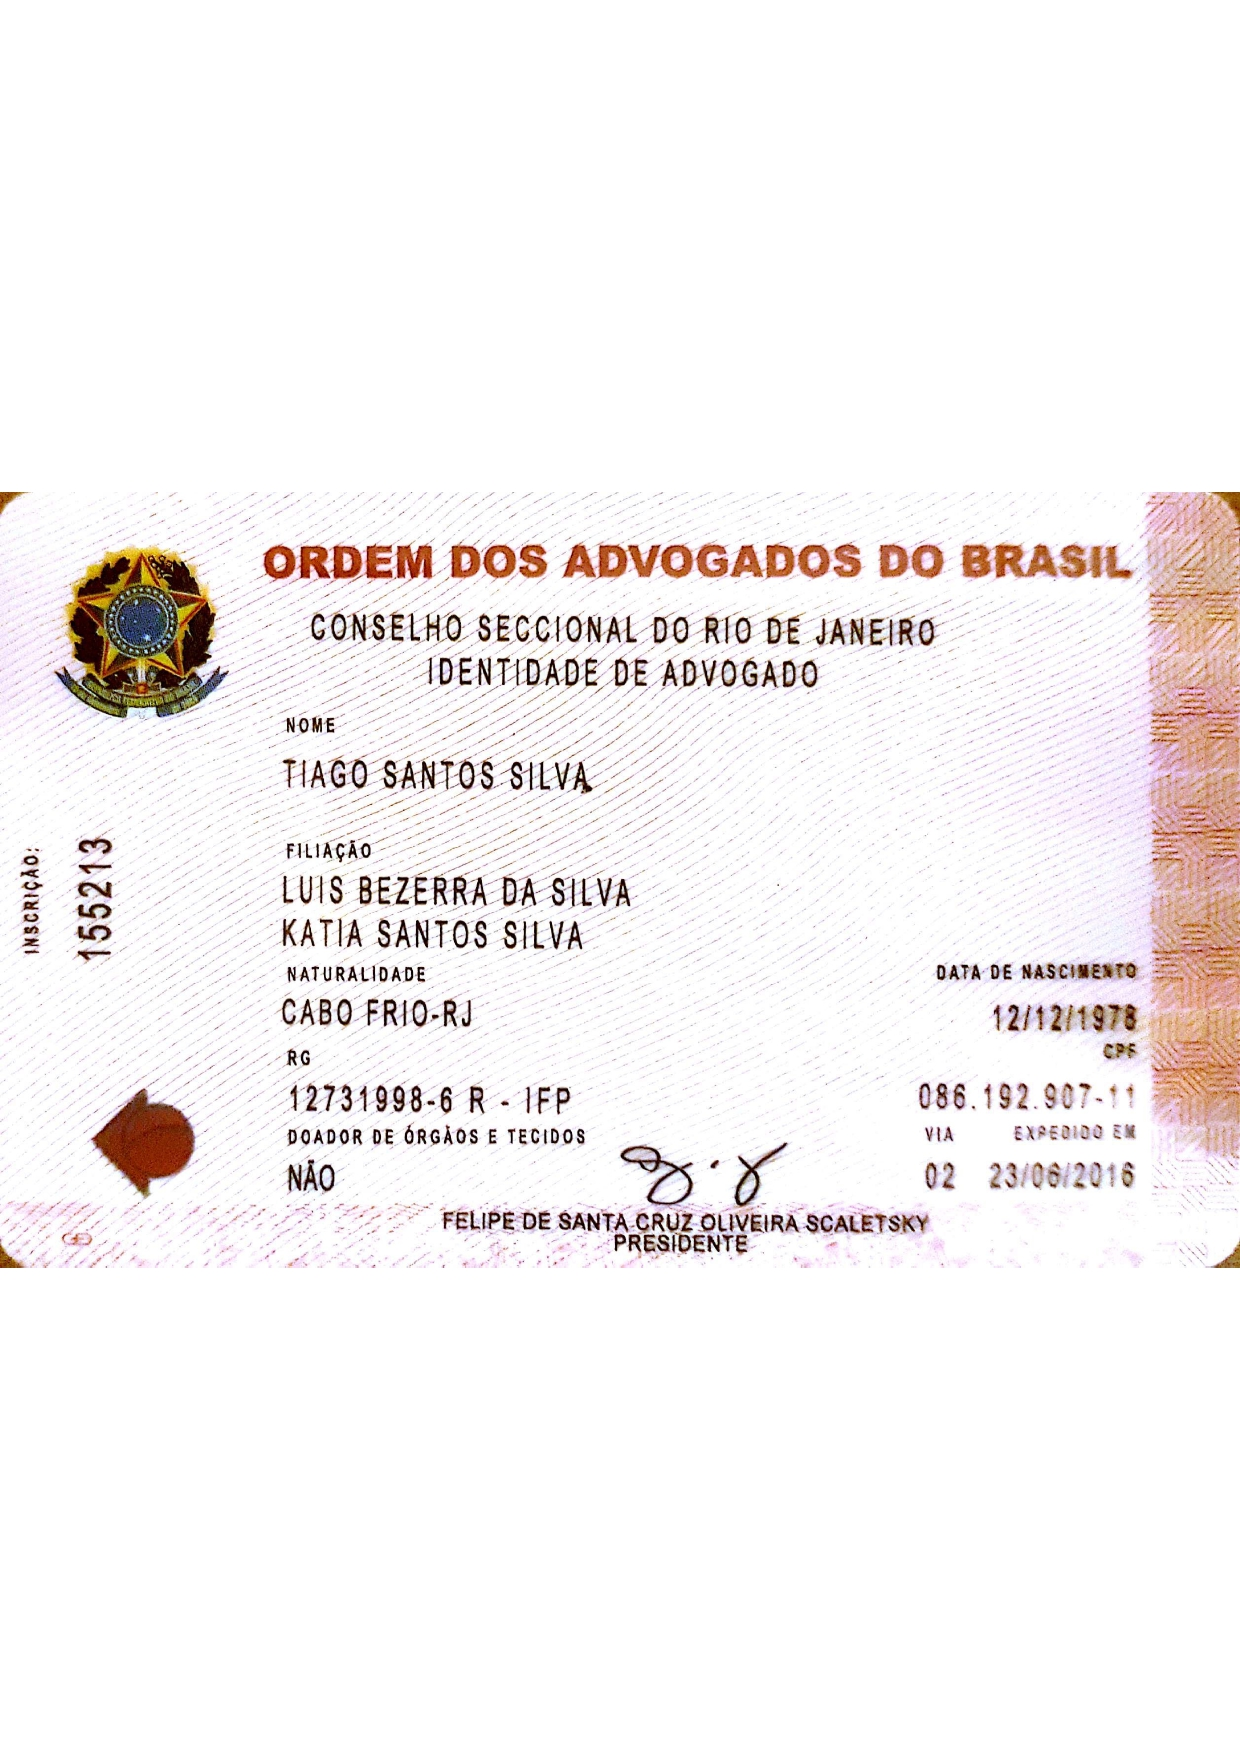 ORDEM DOS ADVOGADOS DO BRASIL
CONSELHO SECCIONAL DO RIO DE JANEIRO
IDENTIDADE DE ADVOGADO
NOME
TIAGO SANTOS SILVA
FILIAÇÃO
LUIS BEZERRA DA SILVA
KATIA SANTOS SILVA
NATURALIDADE
CABO FRIO-RJ
DATA DE NASCIMENTO
12/12/1978
RG
12731998-6 R - IFP
CPF
086.192.907-11
DOADOR DE ÓRGÃOS E TECIDOS
NÃO
VIA EXPEDIDO EM
02 23/06/2016
FELIPE DE SANTA CRUZ OLIVEIRA SCALETSKY
PRESIDENTE
INSCRIÇÃO:
155213